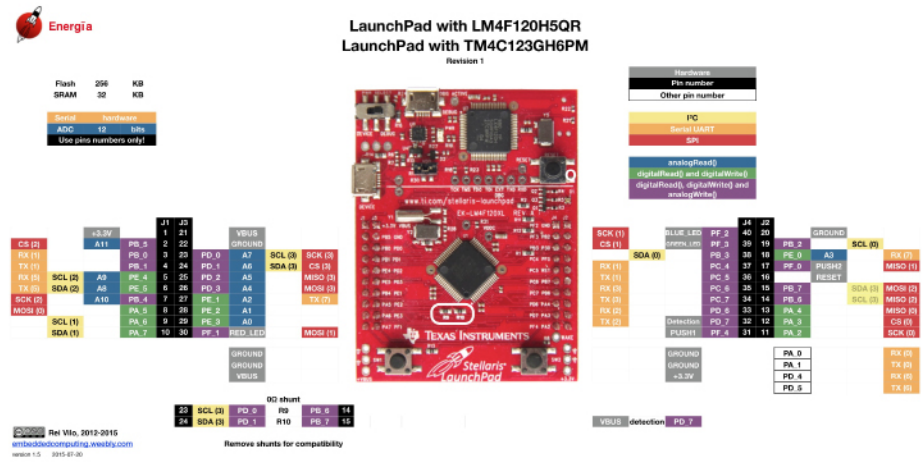 Energia
LaunchPad with LM4F120H5QR
LaunchPad with TM4C123GH6PM
Revision 1
Flash 256 KB
SRAM 32 KB
Serial hardware
ADC 12 bits
Use pins numbers only!
Hardware
Pin number
Other pin number
I²C
Serial UART
SPI
analogRead()
digitalRead() and digitalWrite()
digitalRead(), digitalWrite() and
analogWrite()
www.ti.com/stellaris-launchpad
EK-LM4F120XL REV A
TEXAS INSTRUMENTS
Stellaris
LaunchPad
J1 J3
+3.3V 1 21 VBUS
CS (2) A11 PB_5 2 22 GROUND
RX (1) PB_0 3 23 PD_0 A7 SCL (3) SCK (3)
TX (1) PB_1 4 24 PD_1 A6 SDA (3) CS (3)
RX (5) SCL (2) A9 PE_4 5 25 PD_2 A5 MISO (3)
TX (5) SDA (2) A8 PE_5 6 26 PD_3 A4 MOSI (3)
SCK (2) A10 PB_4 7 27 PE_1 A2 TX (7)
MOSI (0) PA_5 8 28 PE_2 A1
SCL (1) PA_6 9 29 PE_3 A0
SDA (1) PA_7 10 30 PF_1 RED_LED MOSI (1)
GROUND
GROUND
VBUS
J4 J2
SCK (1) BLUE_LED PF_2 40 20 GROUND
CS (1) GREEN_LED PF_3 39 19 PB_2 SCL (0)
SDA (0) PB_3 38 18 PE_0 A3 RX (7)
RX (1) PC_4 37 17 PF_0 PUSH2 MISO (1)
TX (1) PC_5 36 16 RESET
RX (3) PC_6 35 15 PB_7 SDA (3) MOSI (2)
TX (3) PC_7 34 14 PB_6 SCL (3) MISO (2)
RX (2) PD_6 33 13 PA_4 MISO (0)
TX (2) Detection PD_7 32 12 PA_3 CS (0)
PUSH1 PF_4 31 11 PA_2 SCK (0)
GROUND PA_0 RX (0)
GROUND PA_1 TX (0)
+3.3V PD_4 RX (6)
PD_5 TX (6)
0Ω shunt
23 SCL (3) PD_0 R9 PB_6 14
24 SDA (3) PD_1 R10 PB_7 15
Remove shunts for compatibility
VBUS detection PD_7
Rei Vilo, 2012-2015
embeddedcomputing.weebly.com
version 1.5 2015-07-20